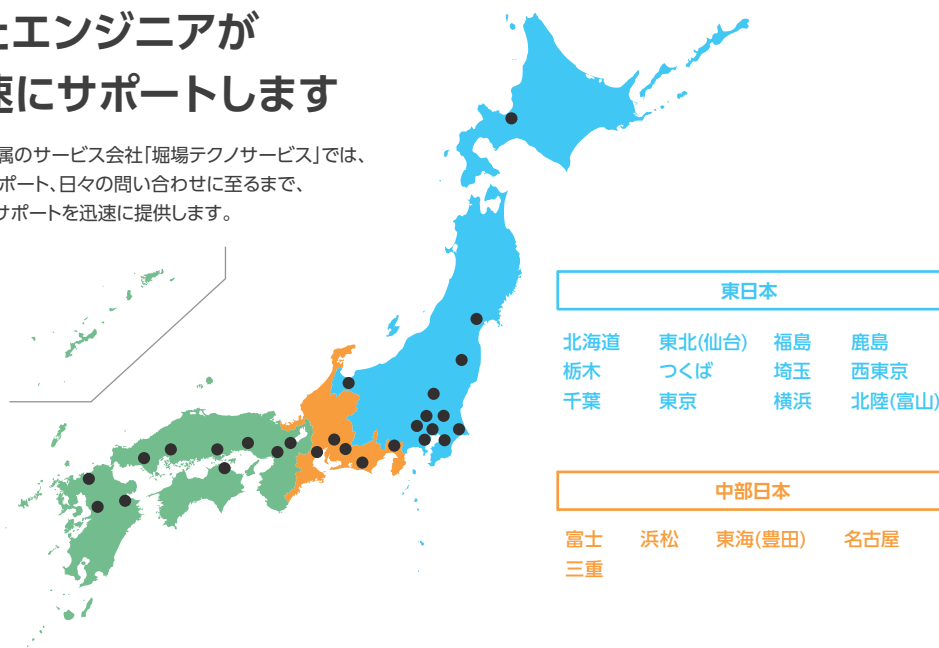 エンジニアが
速にサポートします
属のサービス会社「堀場テクノサービス」では、
ポート、日々の問い合わせに至るまで、
サポートを迅速に提供します。
東日本
北海道 東北(仙台) 福島 鹿島
栃木 つくば 埼玉 西東京
千葉 東京 横浜 北陸(富山)
中部日本
富士 浜松 東海(豊田) 名古屋
三重